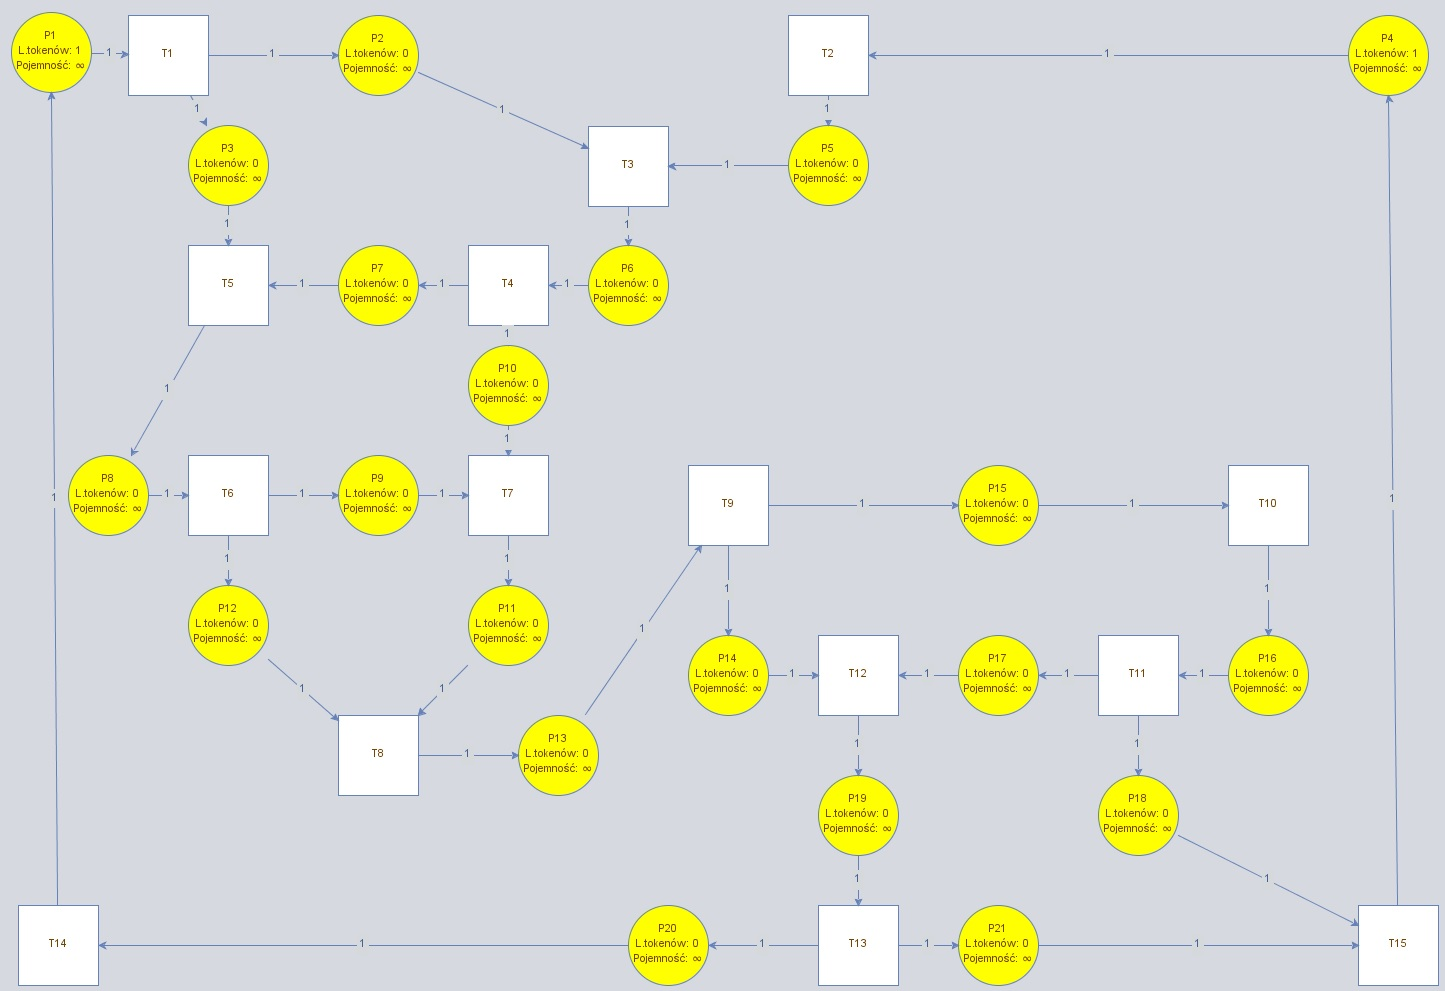 P1
L.tokenów: 1
Pojemność: ∞
1
T1
1
P2
L.tokenów: 0
Pojemność: ∞
T2
1
P4
L.tokenów: 1
Pojemność: ∞
1
1
1
P3
L.tokenów: 0
Pojemność: ∞
T3
1
P5
L.tokenów: 0
Pojemność: ∞
1
1
T5
1
P7
L.tokenów: 0
Pojemność: ∞
1
T4
1
P6
L.tokenów: 0
Pojemność: ∞
1
1
P10
L.tokenów: 0
Pojemność: ∞
1
P8
L.tokenów: 0
Pojemność: ∞
1
T6
1
P9
L.tokenów: 0
Pojemność: ∞
1
T7
T9
1
P15
L.tokenów: 0
Pojemność: ∞
1
T10
1
1
1
1
1
1
P12
L.tokenów: 0
Pojemność: ∞
P11
L.tokenów: 0
Pojemność: ∞
1
P14
L.tokenów: 0
Pojemność: ∞
1
T12
1
P17
L.tokenów: 0
Pojemność: ∞
1
T11
1
P16
L.tokenów: 0
Pojemność: ∞
1
1
T8
1
P13
L.tokenów: 0
Pojemność: ∞
1
1
P19
L.tokenów: 0
Pojemność: ∞
P18
L.tokenów: 0
Pojemność: ∞
1
1
T14
1
P20
L.tokenów: 0
Pojemność: ∞
1
T13
1
P21
L.tokenów: 0
Pojemność: ∞
1
T15